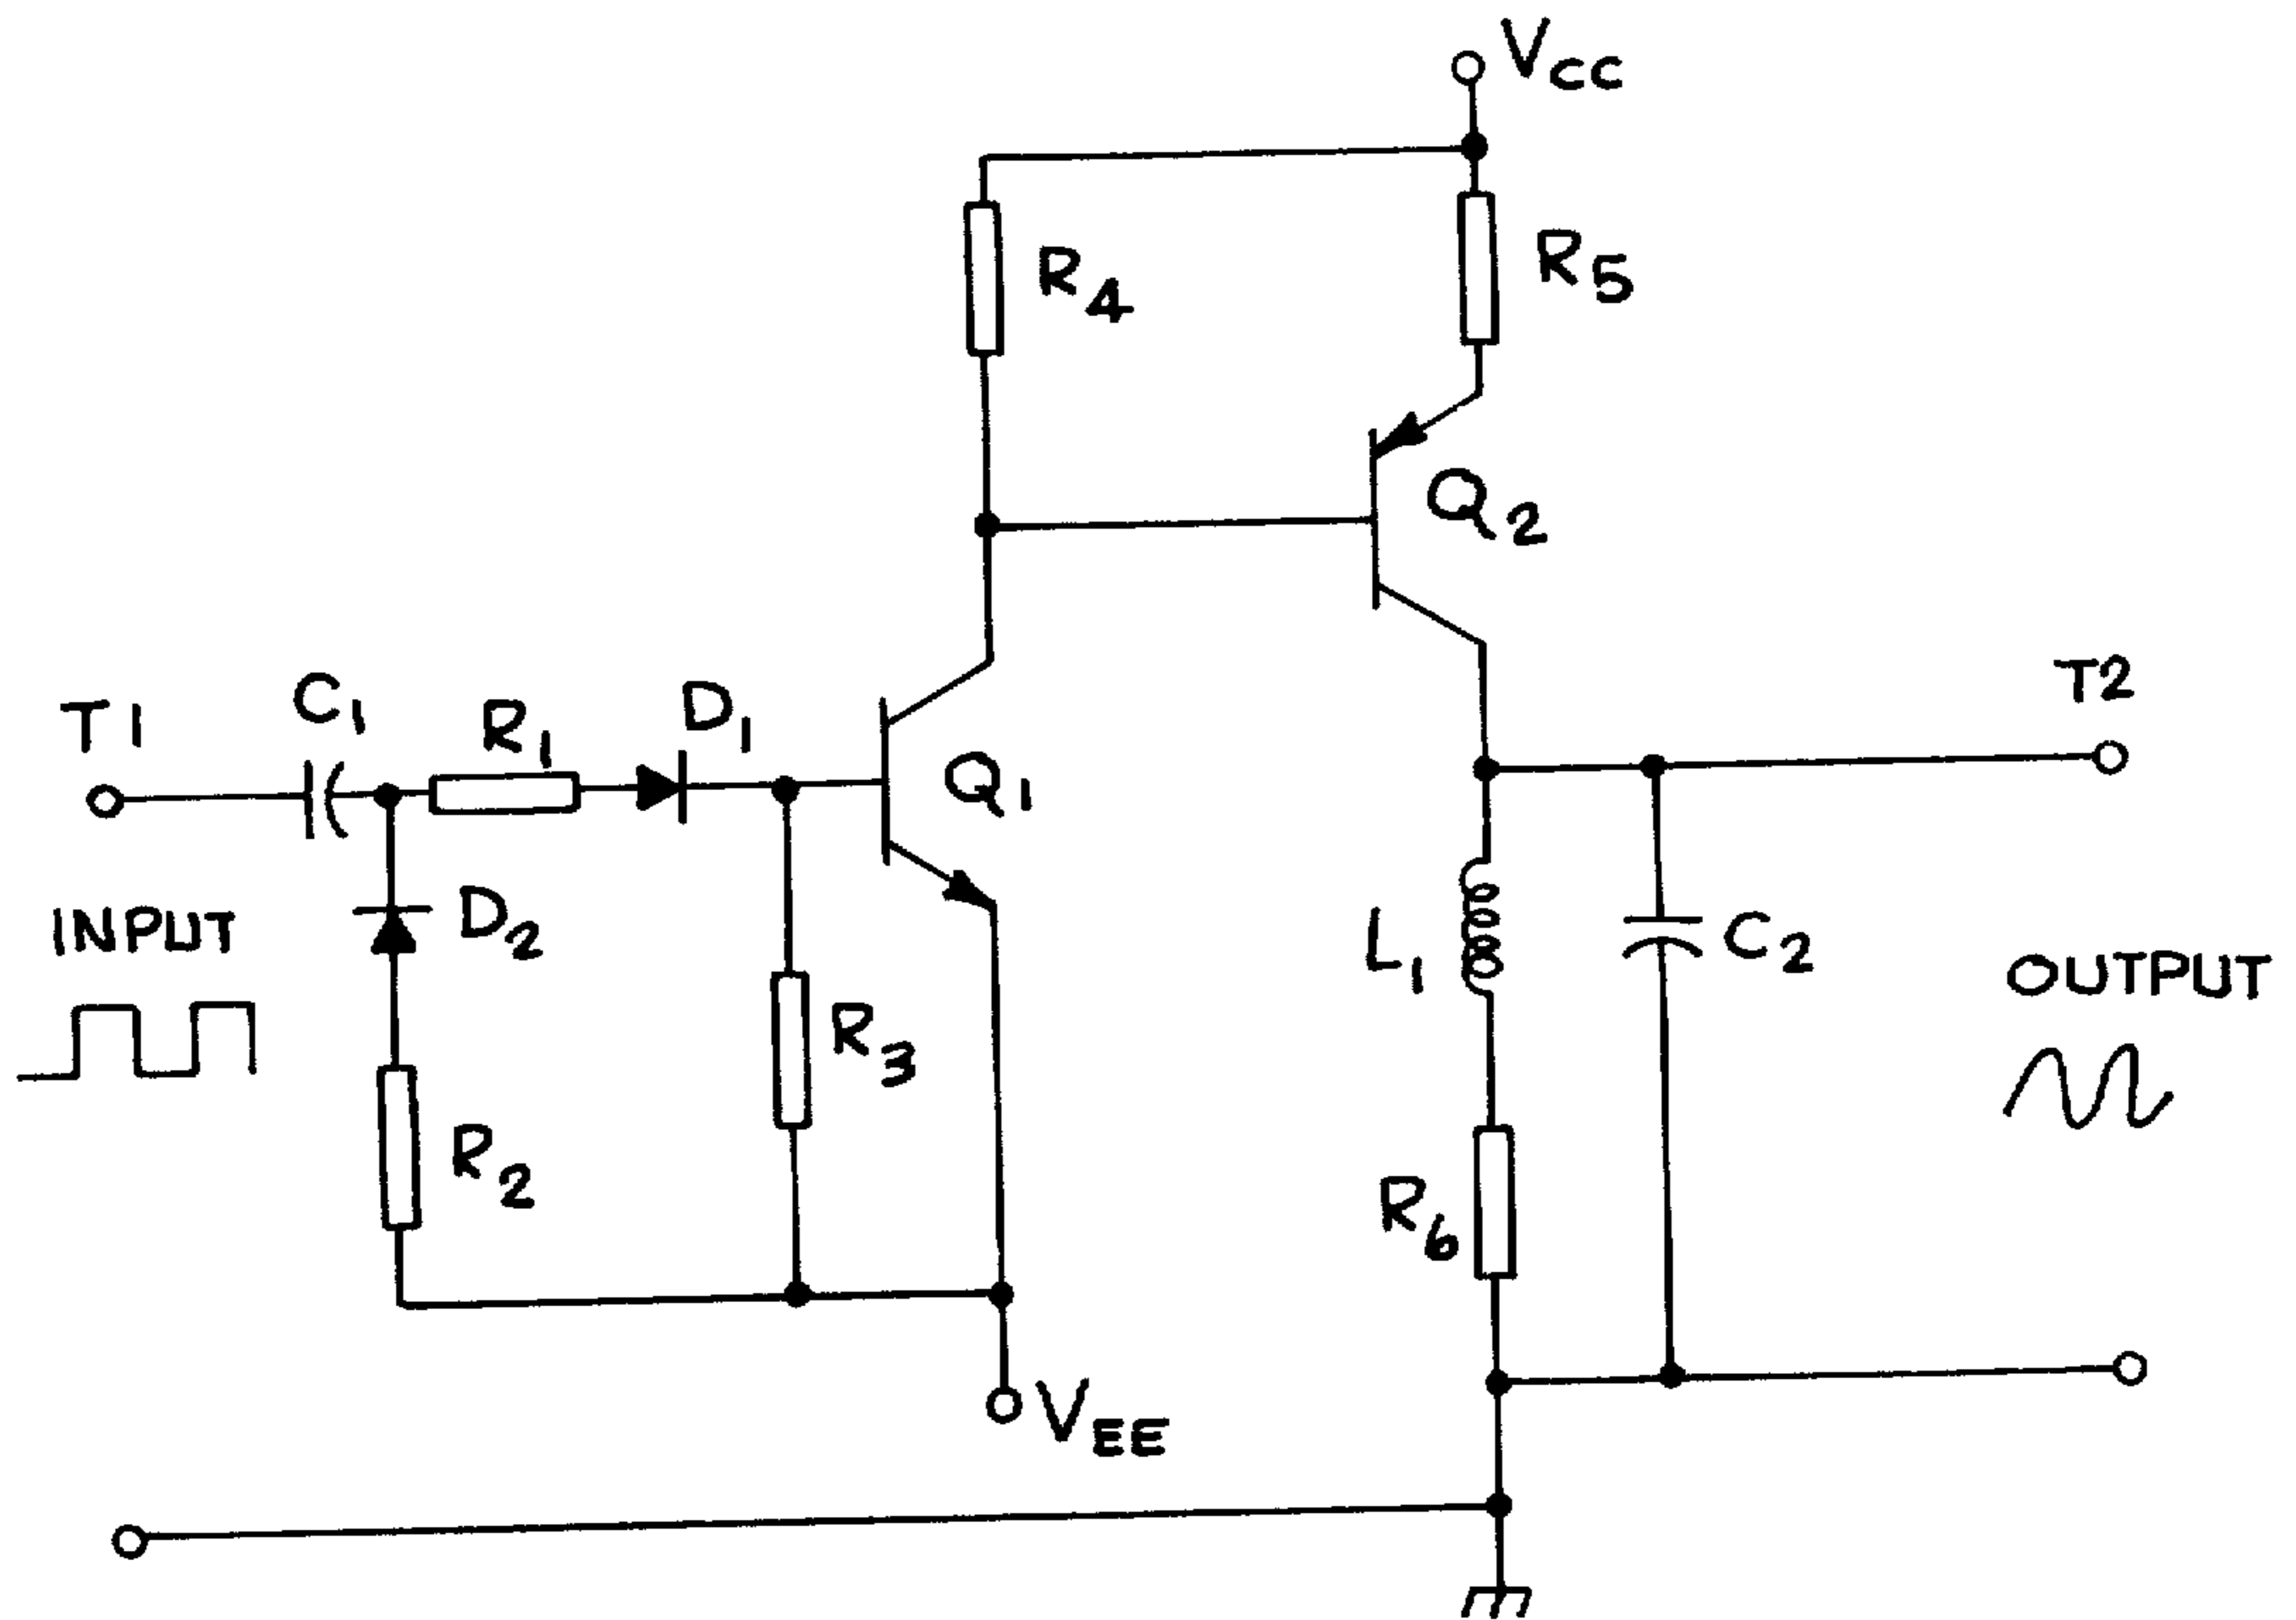 VCC
R4
R5
Q2
T1
C1
R1
D1
Q1
T2
INPUT
D2
R3
L1
C2
OUTPUT
R2
R6
VEE